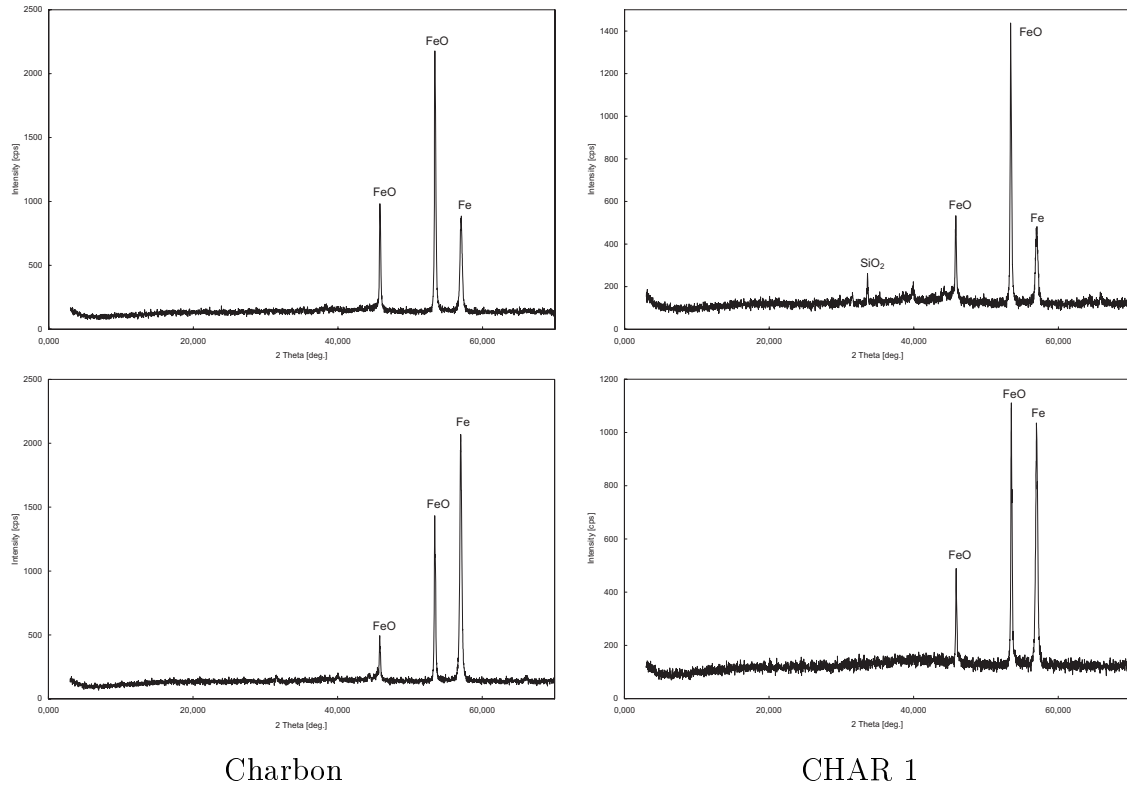 2500
2000
1500
1000
500
0
Intensity [cps]
FeO
FeO
Fe
0,000
20,000
40,000
60,000
2 Theta [deg.]
1400
1200
1000
800
600
400
200
0
Intensity [cps]
FeO
FeO
Fe
SiO₂
0,000
20,000
40,000
60,000
2 Theta [deg.]
2500
2000
1500
1000
500
0
Intensity [cps]
Fe
FeO
FeO
0,000
20,000
40,000
60,000
2 Theta [deg.]
1200
1000
800
600
400
200
0
Intensity [cps]
FeO
Fe
FeO
0,000
20,000
40,000
60,000
2 Theta [deg.]
Charbon
CHAR 1